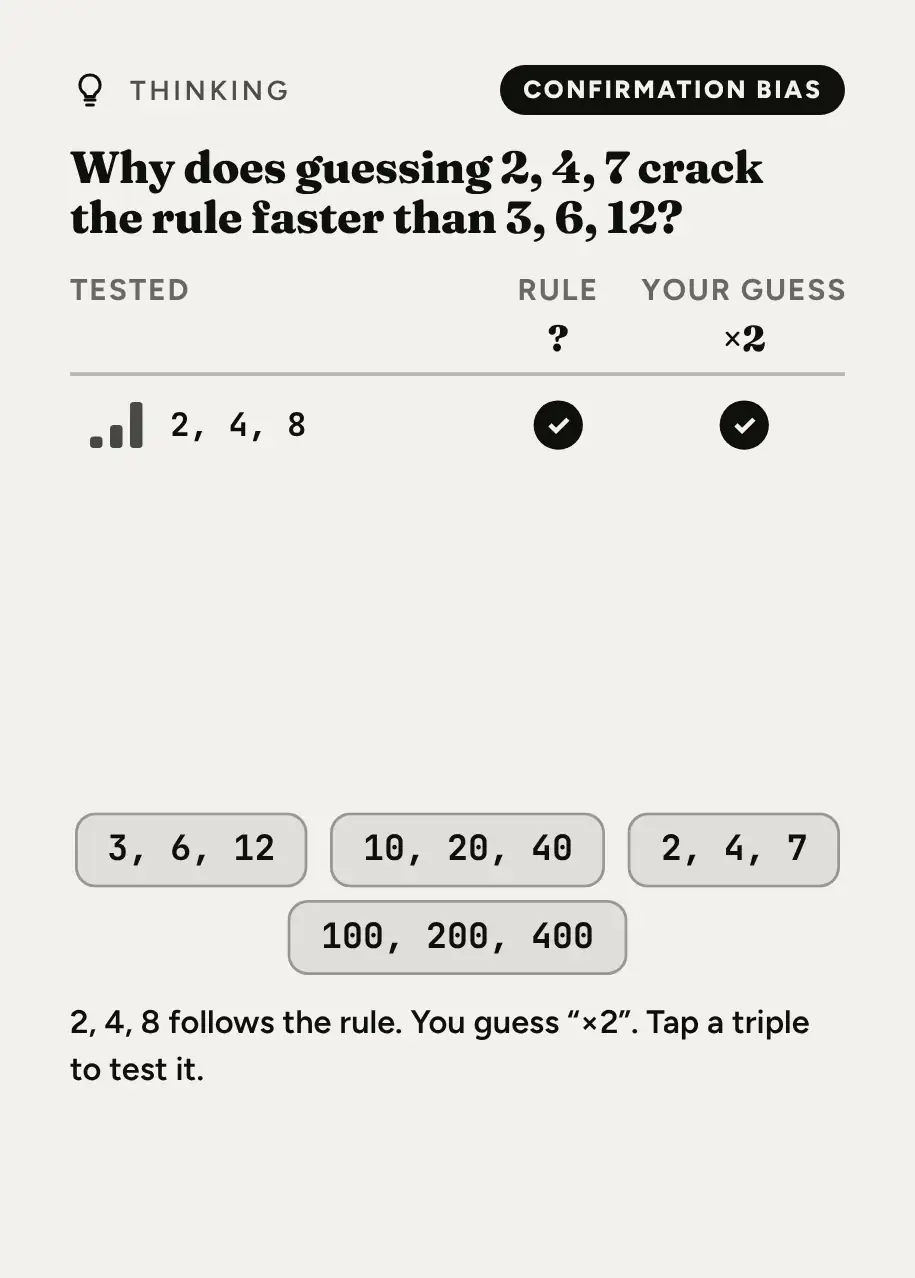 THINKING
CONFIRMATION BIAS
Why does guessing 2, 4, 7 crack
the rule faster than 3, 6, 12?
TESTED RULE YOUR GUESS
? ×2
2, 4, 8
3, 6, 12
10, 20, 40
2, 4, 7
100, 200, 400
2, 4, 8 follows the rule. You guess “×2”. Tap a triple
to test it.